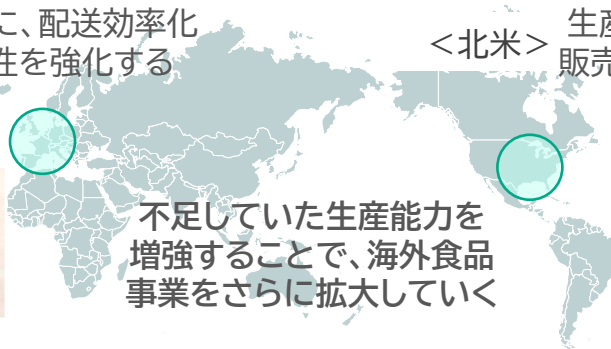 に、配送効率化
性を強化する
<北米>
生産
販売
不足していた生産能力を
増強することで、海外食品
事業をさらに拡大していく